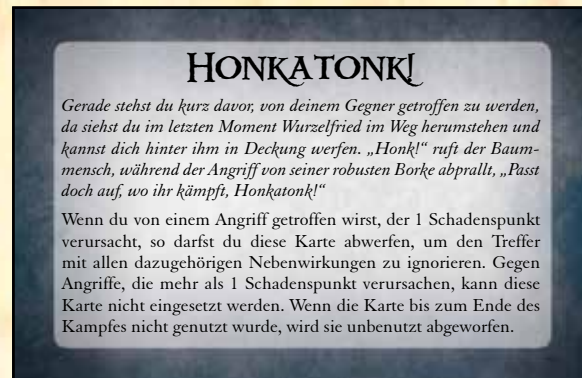 Honkatonk!
Gerade stehst du kurz davor, von deinem Gegner getroffen zu werden,
da siehst du im letzten Moment Wurzelfried im Weg herumstehen und
kannst dich hinter ihm in Deckung werfen. „Honk!“ ruft der Baum-
mensch, während der Angriff von seiner robusten Borke abprallt, „Passt
doch auf, wo ihr kämpft, Honkatonk!“
Wenn du von einem Angriff getroffen wirst, der 1 Schadenspunkt
verursacht, so darfst du diese Karte abwerfen, um den Treffer
mit allen dazugehörigen Nebenwirkungen zu ignorieren. Gegen
Angriffe, die mehr als 1 Schadenspunkt verursachen, kann diese
Karte nicht eingesetzt werden. Wenn die Karte bis zum Ende des
Kampfes nicht genutzt wurde, wird sie unbenutzt abgeworfen.